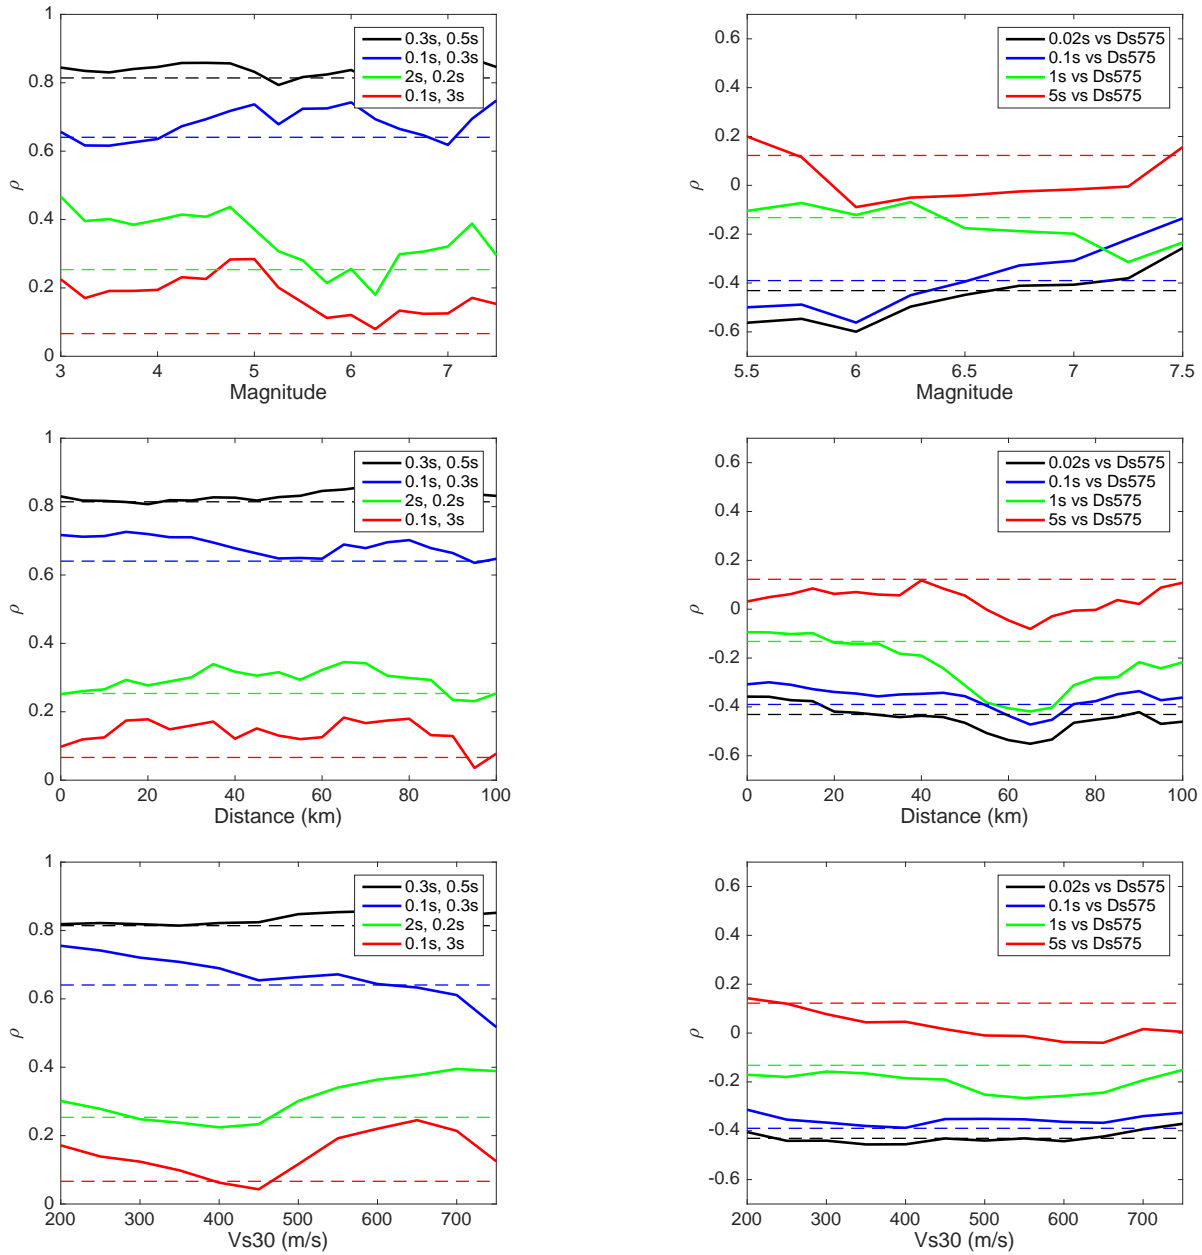 1
0.8
0.6
0.4
0.2
0
ρ
0.3s, 0.5s
0.1s, 0.3s
2s, 0.2s
0.1s, 3s
3 4 5 6 7
Magnitude
0.6
0.4
0.2
0
-0.2
-0.4
-0.6
ρ
0.02s vs Ds575
0.1s vs Ds575
1s vs Ds575
5s vs Ds575
5.5 6 6.5 7 7.5
Magnitude
1
0.8
0.6
0.4
0.2
0
ρ
0.3s, 0.5s
0.1s, 0.3s
2s, 0.2s
0.1s, 3s
0 20 40 60 80 100
Distance (km)
0.6
0.4
0.2
0
-0.2
-0.4
-0.6
ρ
0.02s vs Ds575
0.1s vs Ds575
1s vs Ds575
5s vs Ds575
0 20 40 60 80 100
Distance (km)
1
0.8
0.6
0.4
0.2
0
ρ
0.3s, 0.5s
0.1s, 0.3s
2s, 0.2s
0.1s, 3s
200 300 400 500 600 700
Vs30 (m/s)
0.6
0.4
0.2
0
-0.2
-0.4
-0.6
ρ
0.02s vs Ds575
0.1s vs Ds575
1s vs Ds575
5s vs Ds575
200 300 400 500 600 700
Vs30 (m/s)